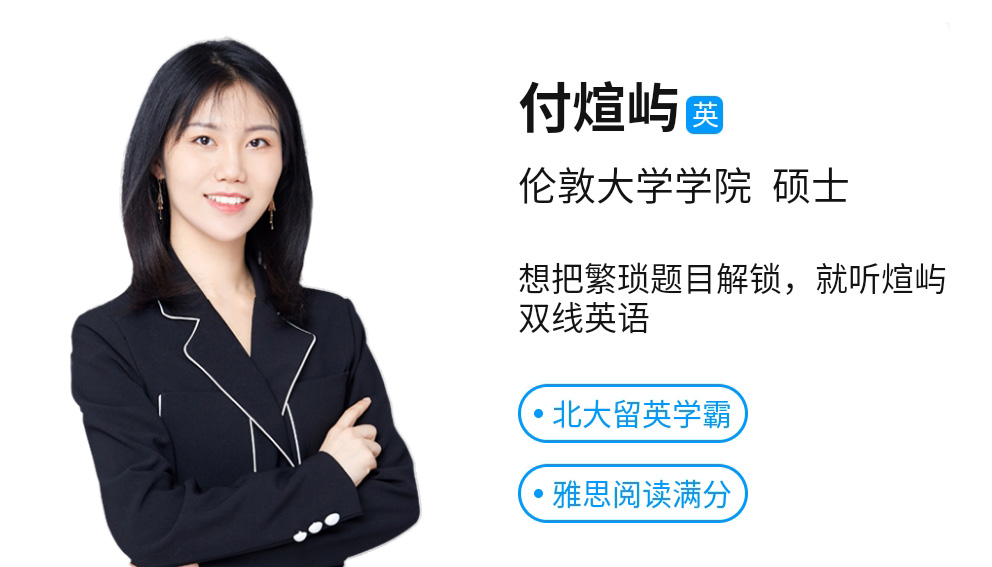 付煊屿 英
伦敦大学学院 硕士
想把繁琐题目解锁，就听煊屿
双线英语
• 北大留英学霸
• 雅思阅读满分